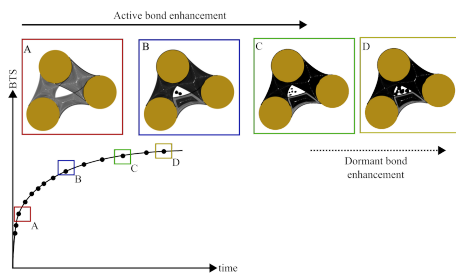 Active bond enhancement
A
B
C
D
BTS
Dormant bond
enhancement
A
B
C
D
time